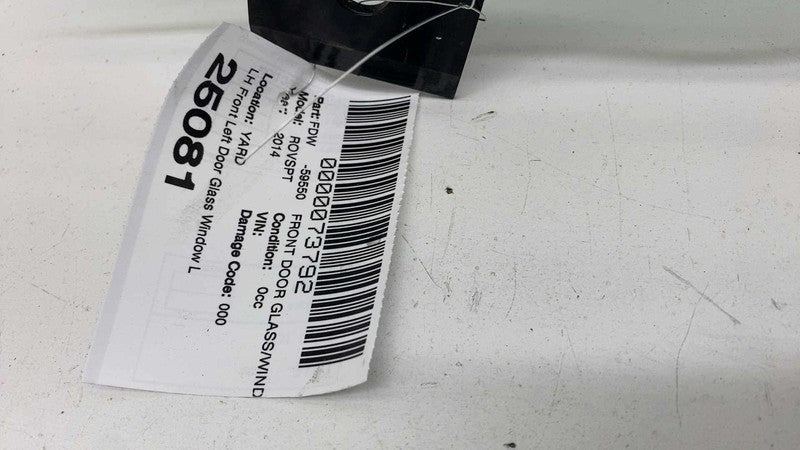 0000073792
Part: FDW -59550 FRONT DOOR GLASS/WIND
Model: ROVSPT Condition: 0cc
2014 VIN:
Location: YARD Damage Code: 000
LH Front Left Door Glass Window L
25081